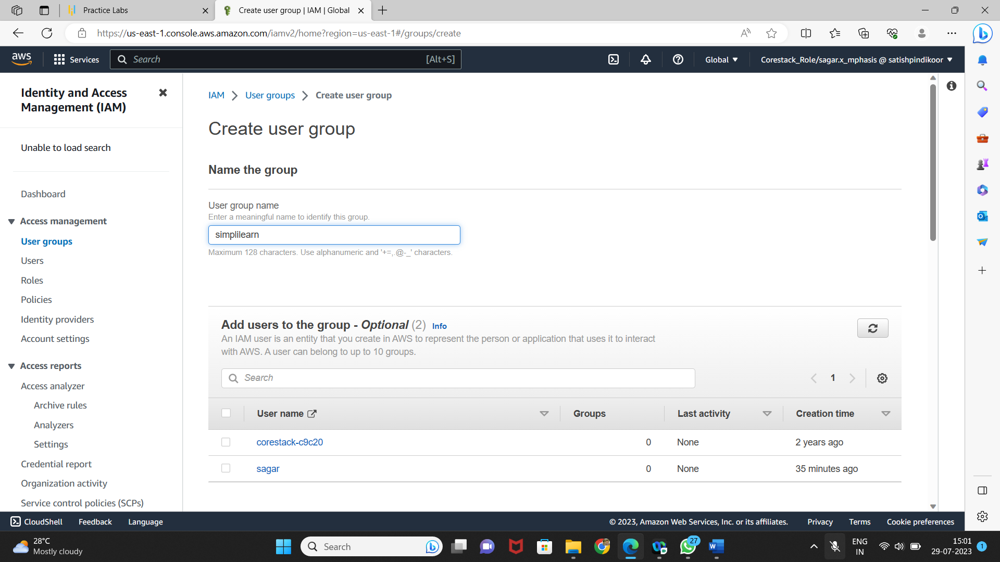 Practice Labs
Create user group | IAM | Global
https://us-east-1.console.aws.amazon.com/iamv2/home?region=us-east-1#/groups/create
aws
Services
Search
[Alt+S]
Global
Corestack_Role/sagar.x_mphasis @ satishpindikoor
Identity and Access
Management (IAM)
Unable to load search
Dashboard
Access management
User groups
Users
Roles
Policies
Identity providers
Account settings
Access reports
Access analyzer
Archive rules
Analyzers
Settings
Credential report
Organization activity
Service control policies (SCPs)
IAM
User groups
Create user group
Create user group
Name the group
User group name
Enter a meaningful name to identify this group.
simplilearn
Maximum 128 characters. Use alphanumeric and '+=,.@-_' characters.
Add users to the group - Optional (2) Info
An IAM user is an entity that you create in AWS to represent the person or application that uses it to interact
with AWS. A user can belong to up to 10 groups.
Search
1
User name
Groups
Last activity
Creation time
corestack-c9c20 0 None 2 years ago
sagar 0 None 35 minutes ago
CloudShell
Feedback
Language
© 2023, Amazon Web Services, Inc. or its affiliates.
Privacy
Terms
Cookie preferences
28°C
Mostly cloudy
Search
27
ENG
IN
15:01
29-07-2023
1